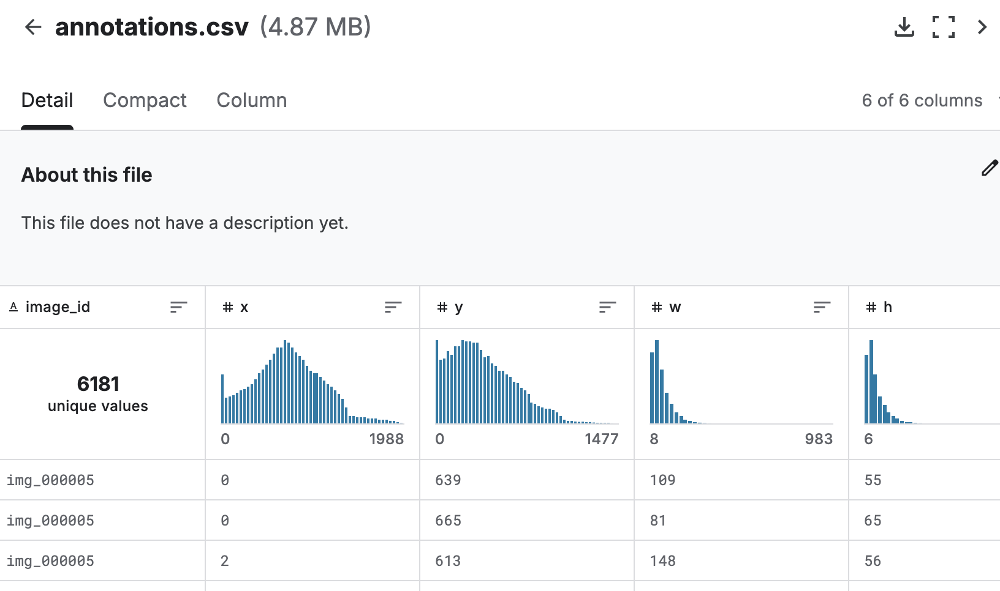 annotations.csv (4.87 MB)
Detail Compact Column 6 of 6 columns
About this file
This file does not have a description yet.
A image_id # x # y # w # h
6181
unique values
0 1988 0 1477 8 983 6
img_000005 0 639 109 55
img_000005 0 665 81 65
img_000005 2 613 148 56